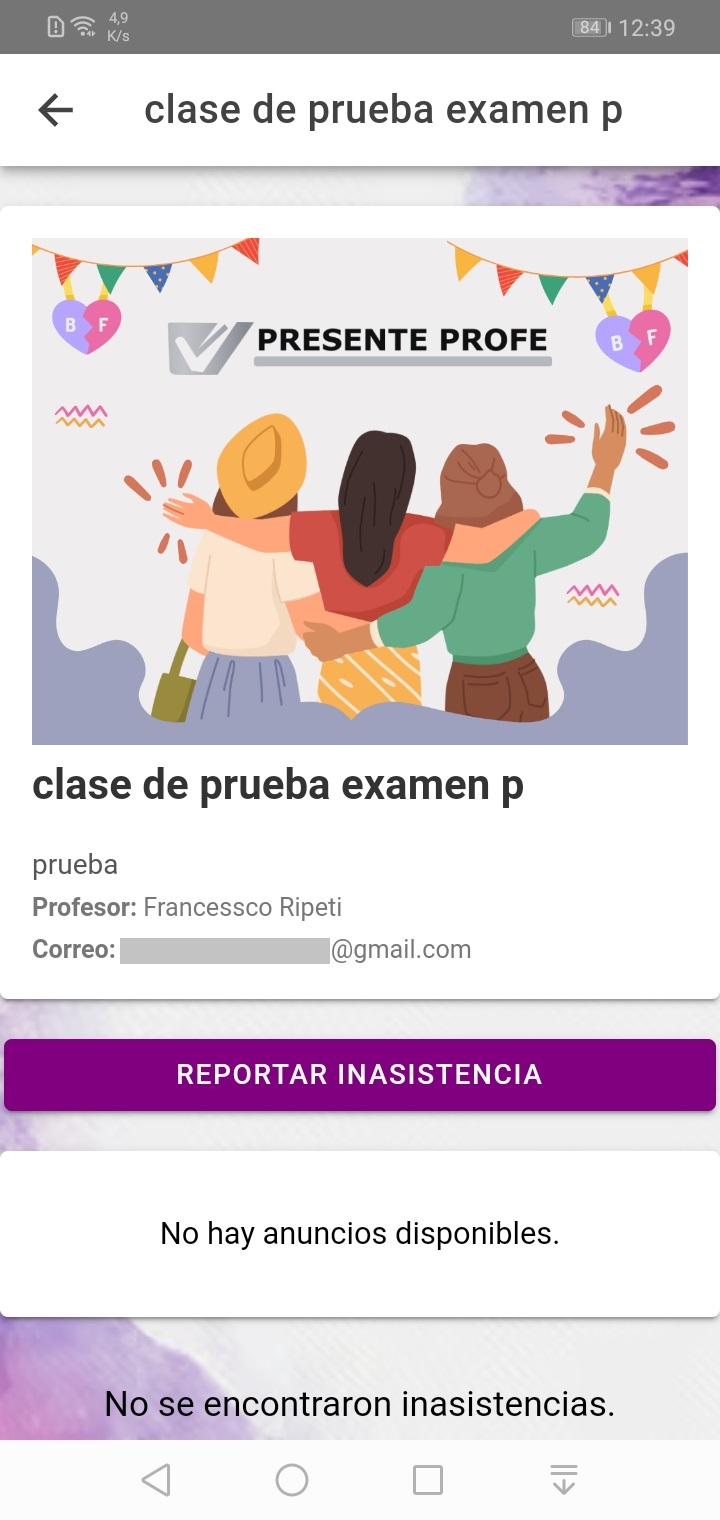 4,9
K/s
84
12:39
clase de prueba examen p
B F
PRESENTE PROFE
B F
clase de prueba examen p
prueba
Profesor: Francessco Ripeti
Correo: @gmail.com
REPORTAR INASISTENCIA
No hay anuncios disponibles.
No se encontraron inasistencias.